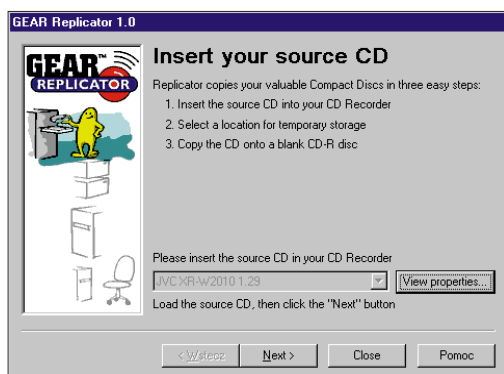 GEAR Replicator 1.0
GEAR™
REPLICATOR
Insert your source CD
Replicator copies your valuable Compact Discs in three easy steps:
1. Insert the source CD into your CD Recorder
2. Select a location for temporary storage
3. Copy the CD onto a blank CD-R disc
Please insert the source CD in your CD Recorder
JVC XR-W2010 1.29
View properties...
Load the source CD, then click the "Next" button
< Wstecz
Next >
Close
Pomoc